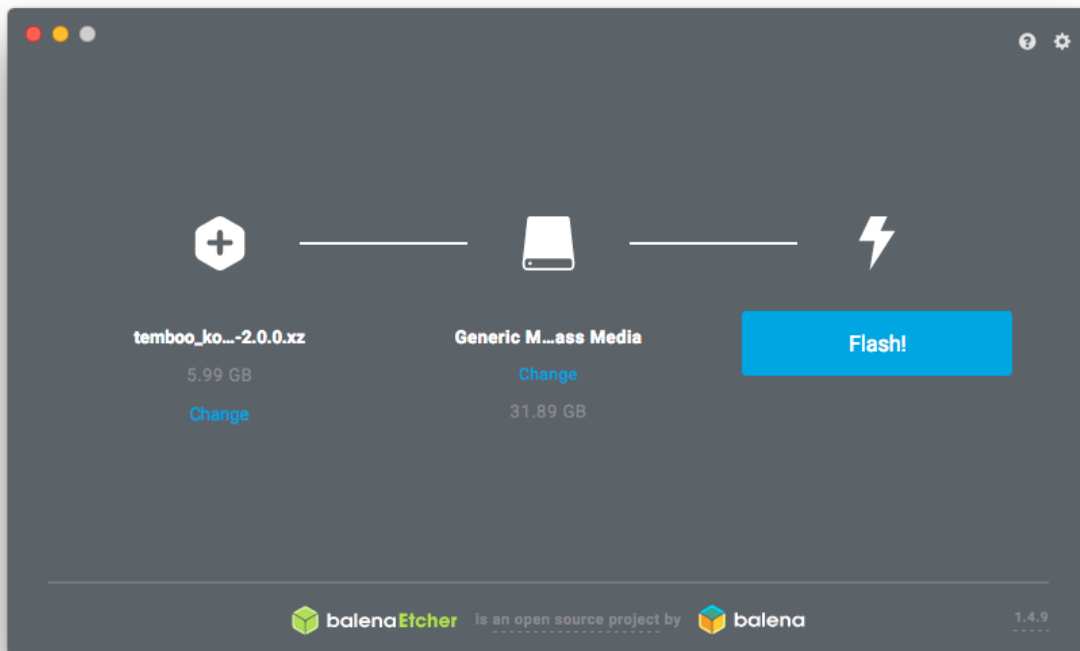 temboo_ko...-2.0.0.xz
5.99 GB
Change
Generic M...ass Media
Change
31.89 GB
Flash!
balenaEtcher is an open source project by balena
1.4.9